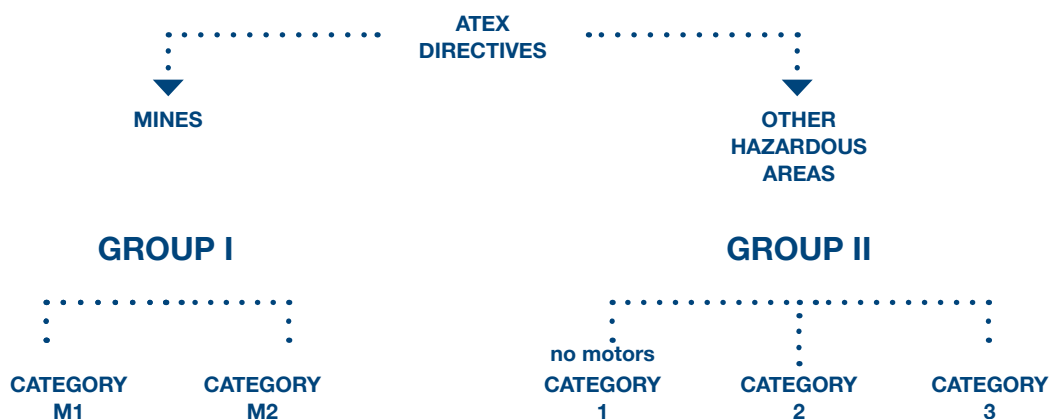 ATEX
DIRECTIVES
MINES
OTHER
HAZARDOUS
AREAS
GROUP I
GROUP II
no motors
CATEGORY
M1
CATEGORY
M2
CATEGORY
1
CATEGORY
2
CATEGORY
3